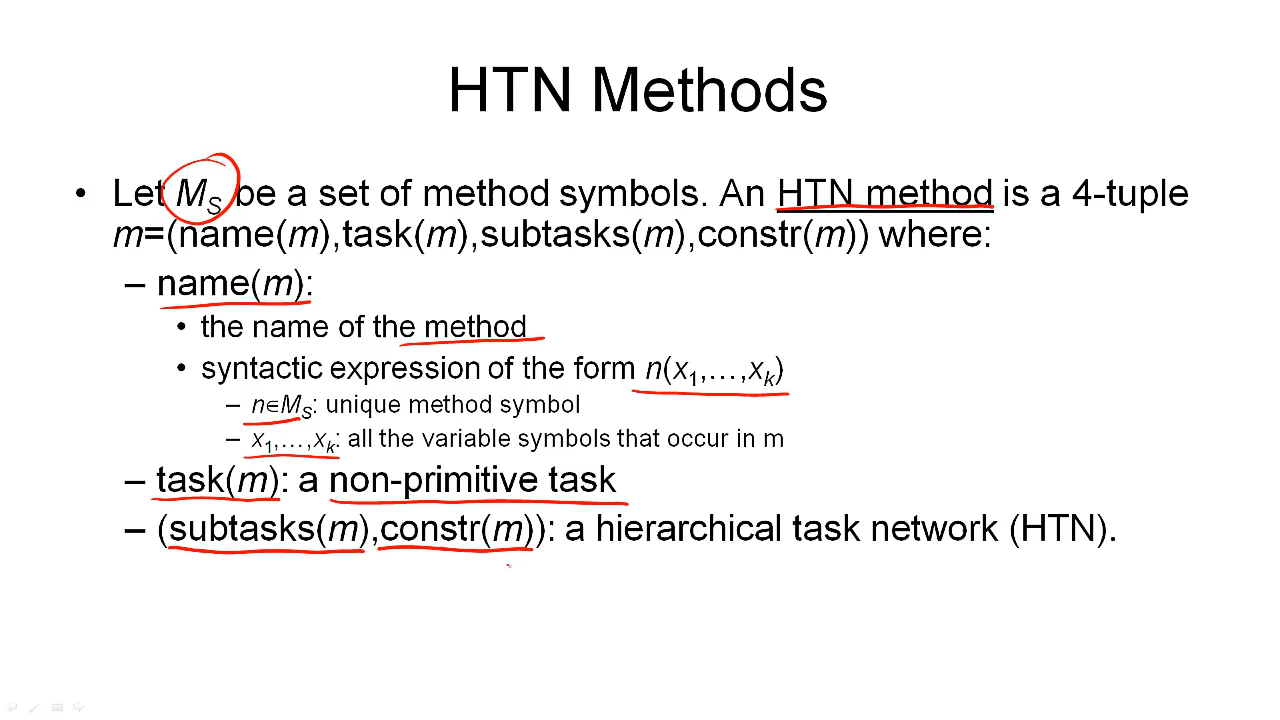 HTN Methods
• Let M_S be a set of method symbols. An HTN method is a 4-tuple
m=(name(m),task(m),subtasks(m),constr(m)) where:
– name(m):
• the name of the method
• syntactic expression of the form n(x₁,…,xₖ)
– n∈M_S: unique method symbol
– x₁,…,xₖ: all the variable symbols that occur in m
– task(m): a non-primitive task
– (subtasks(m),constr(m)): a hierarchical task network (HTN).